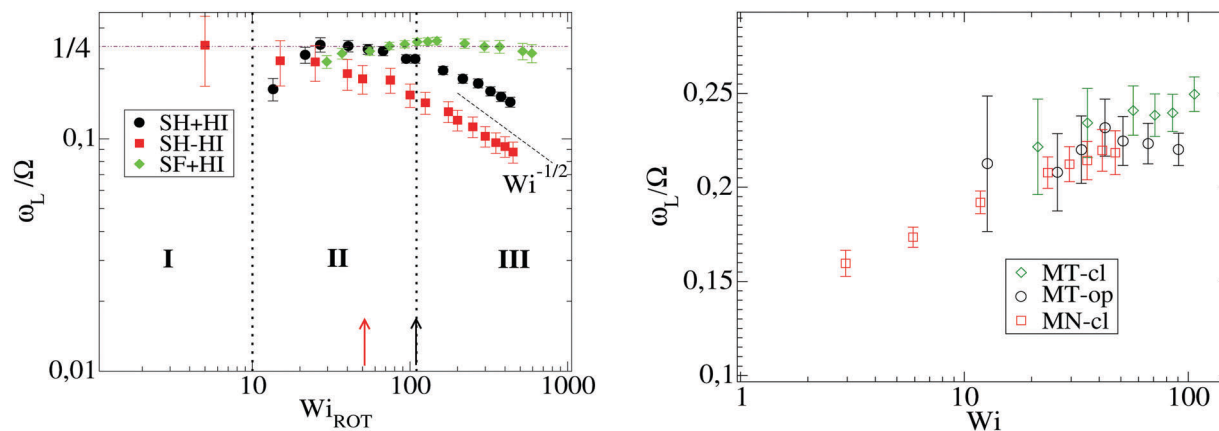 1/4
0,1
0,01
ω_L/Ω
SH+HI
SH-HI
SF+HI
Wi^{-1/2}
I
II
III
10
100
1000
Wi_ROT
0,25
0,2
0,15
0,1
ω_L/Ω
MT-cl
MT-op
MN-cl
1
10
100
Wi